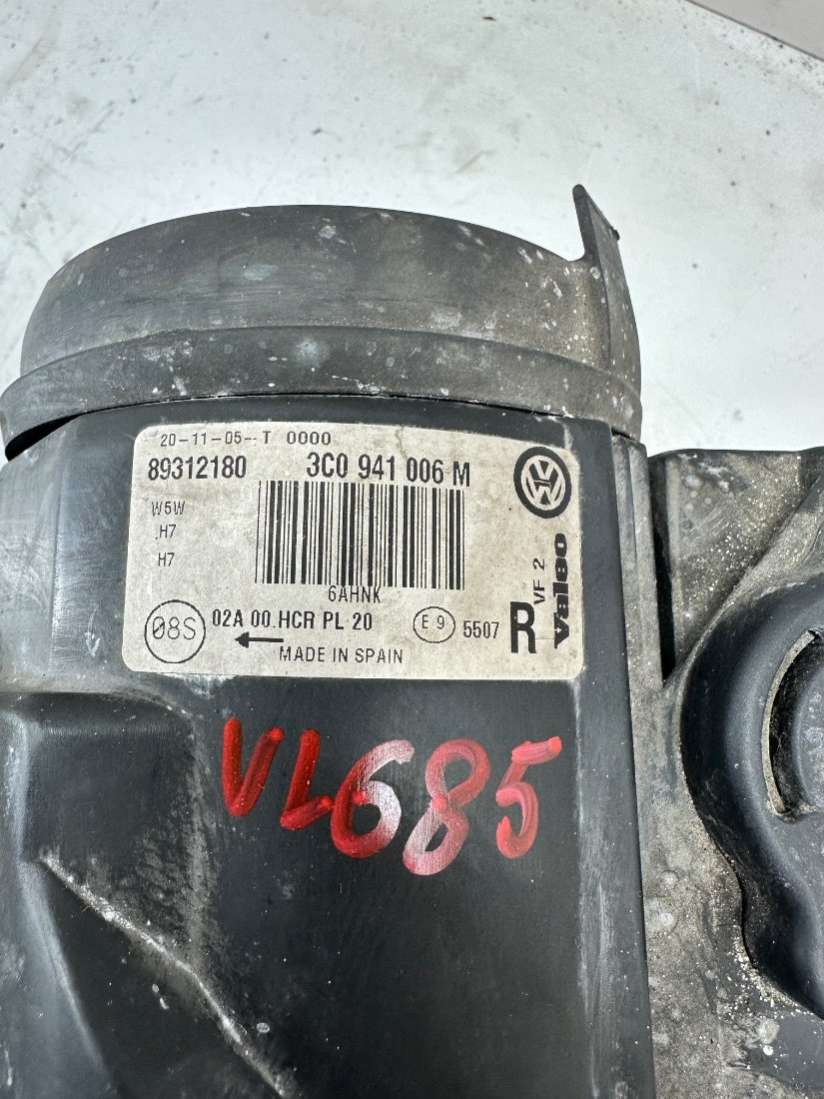 20-11-05-T 0000
89312180 3C0 941 006 M
W5W
.H7
H7
6AHNK
VF 2
Valeo
08S 02A 00.HCR PL 20 E 9 5507 R
MADE IN SPAIN
VL685